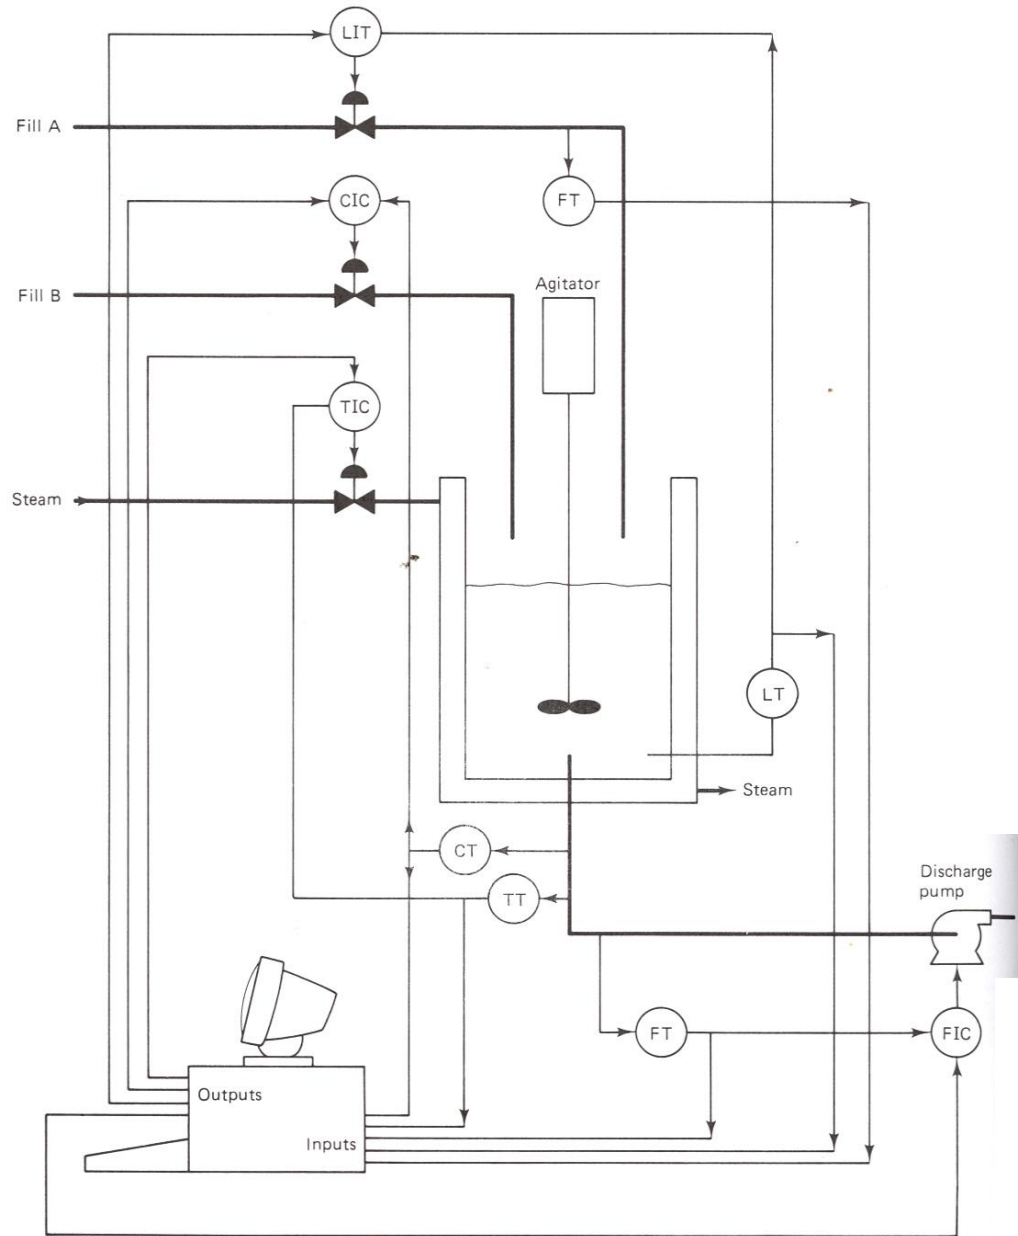 LIT
Fill A
CIC
FT
Fill B
Agitator
TIC
Steam
LT
Steam
CT
Discharge
pump
TT
FT
FIC
Outputs
Inputs